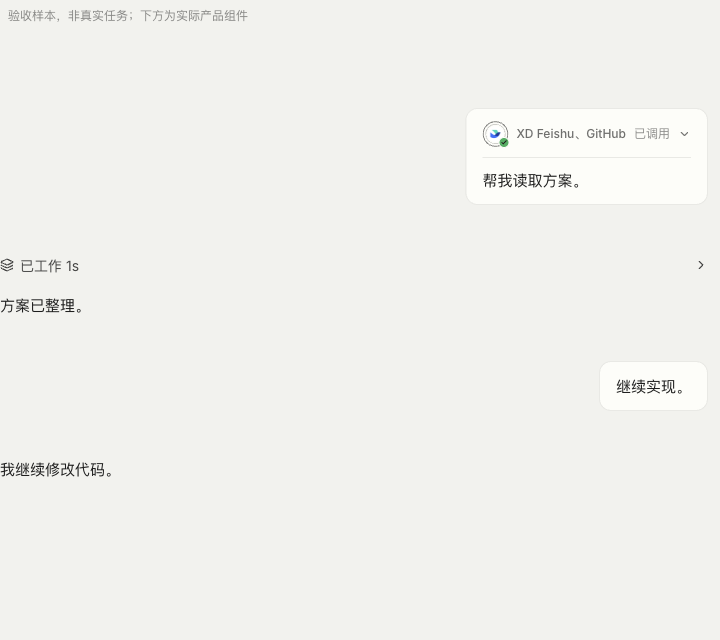 验收样本，非真实任务；下方为实际产品组件
XD Feishu、GitHub 已调用
帮我读取方案。
已工作 1s
方案已整理。
继续实现。
我继续修改代码。